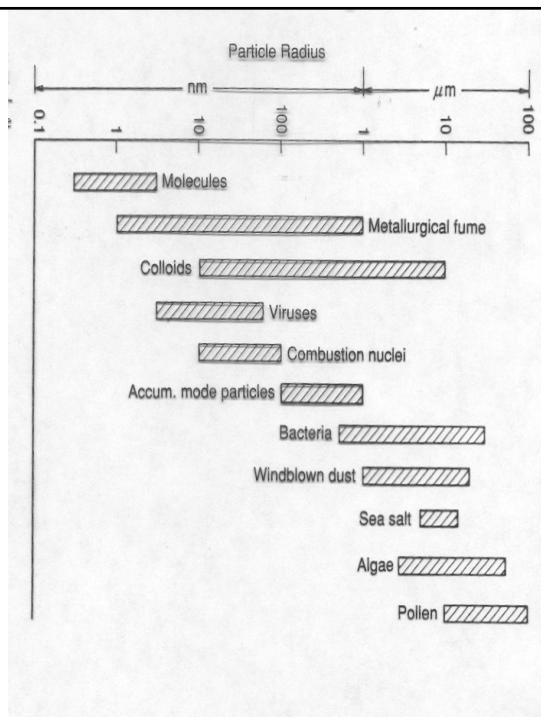 Particle Radius
nm μm
0.1 1 10 100 1 10 100
Molecules
Metallurgical fume
Colloids
Viruses
Combustion nuclei
Accum. mode particles
Bacteria
Windblown dust
Sea salt
Algae
Pollen